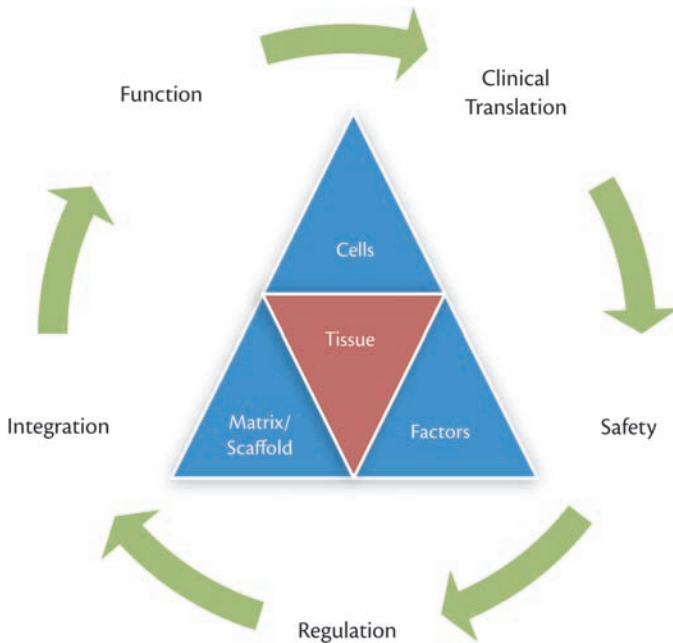 Function
Clinical
Translation
Cells
Tissue
Matrix/
Scaffold
Factors
Integration
Safety
Regulation